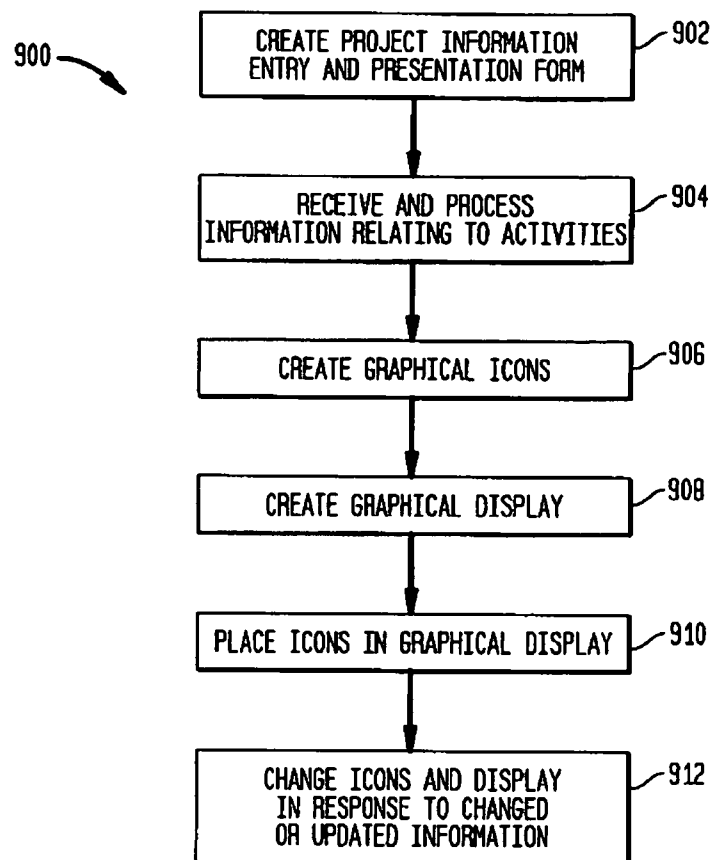 900
CREATE PROJECT INFORMATION
ENTRY AND PRESENTATION FORM
902
RECEIVE AND PROCESS
INFORMATION RELATING TO ACTIVITIES
904
CREATE GRAPHICAL ICONS
906
CREATE GRAPHICAL DISPLAY
908
PLACE ICONS IN GRAPHICAL DISPLAY
910
CHANGE ICONS AND DISPLAY
IN RESPONSE TO CHANGED
OR UPDATED INFORMATION
912